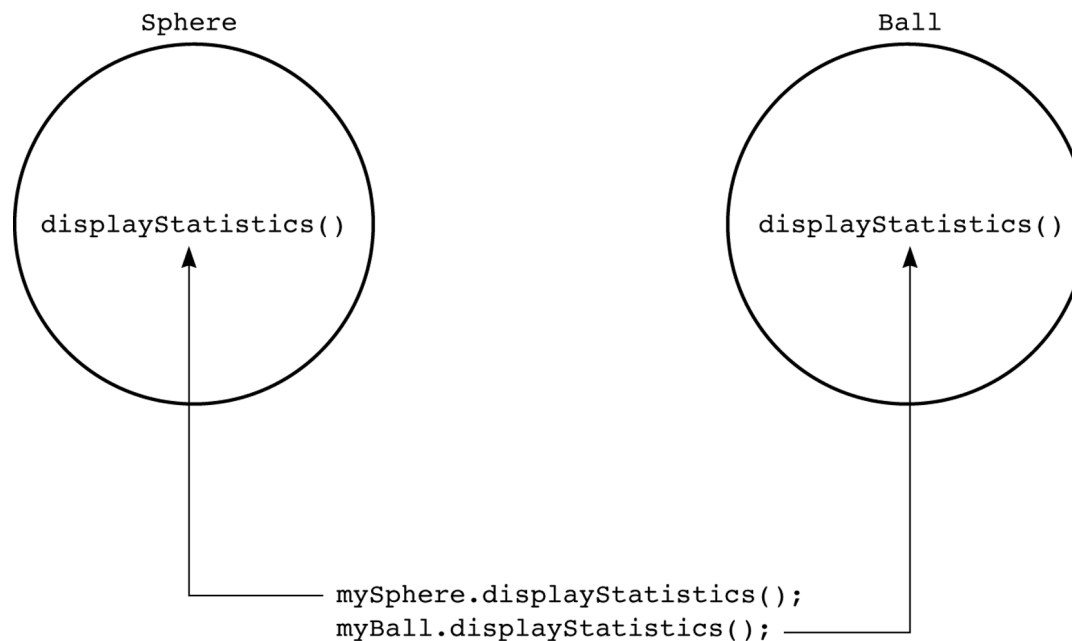 Sphere
Ball
displayStatistics()
displayStatistics()
mySphere.displayStatistics();
myBall.displayStatistics();